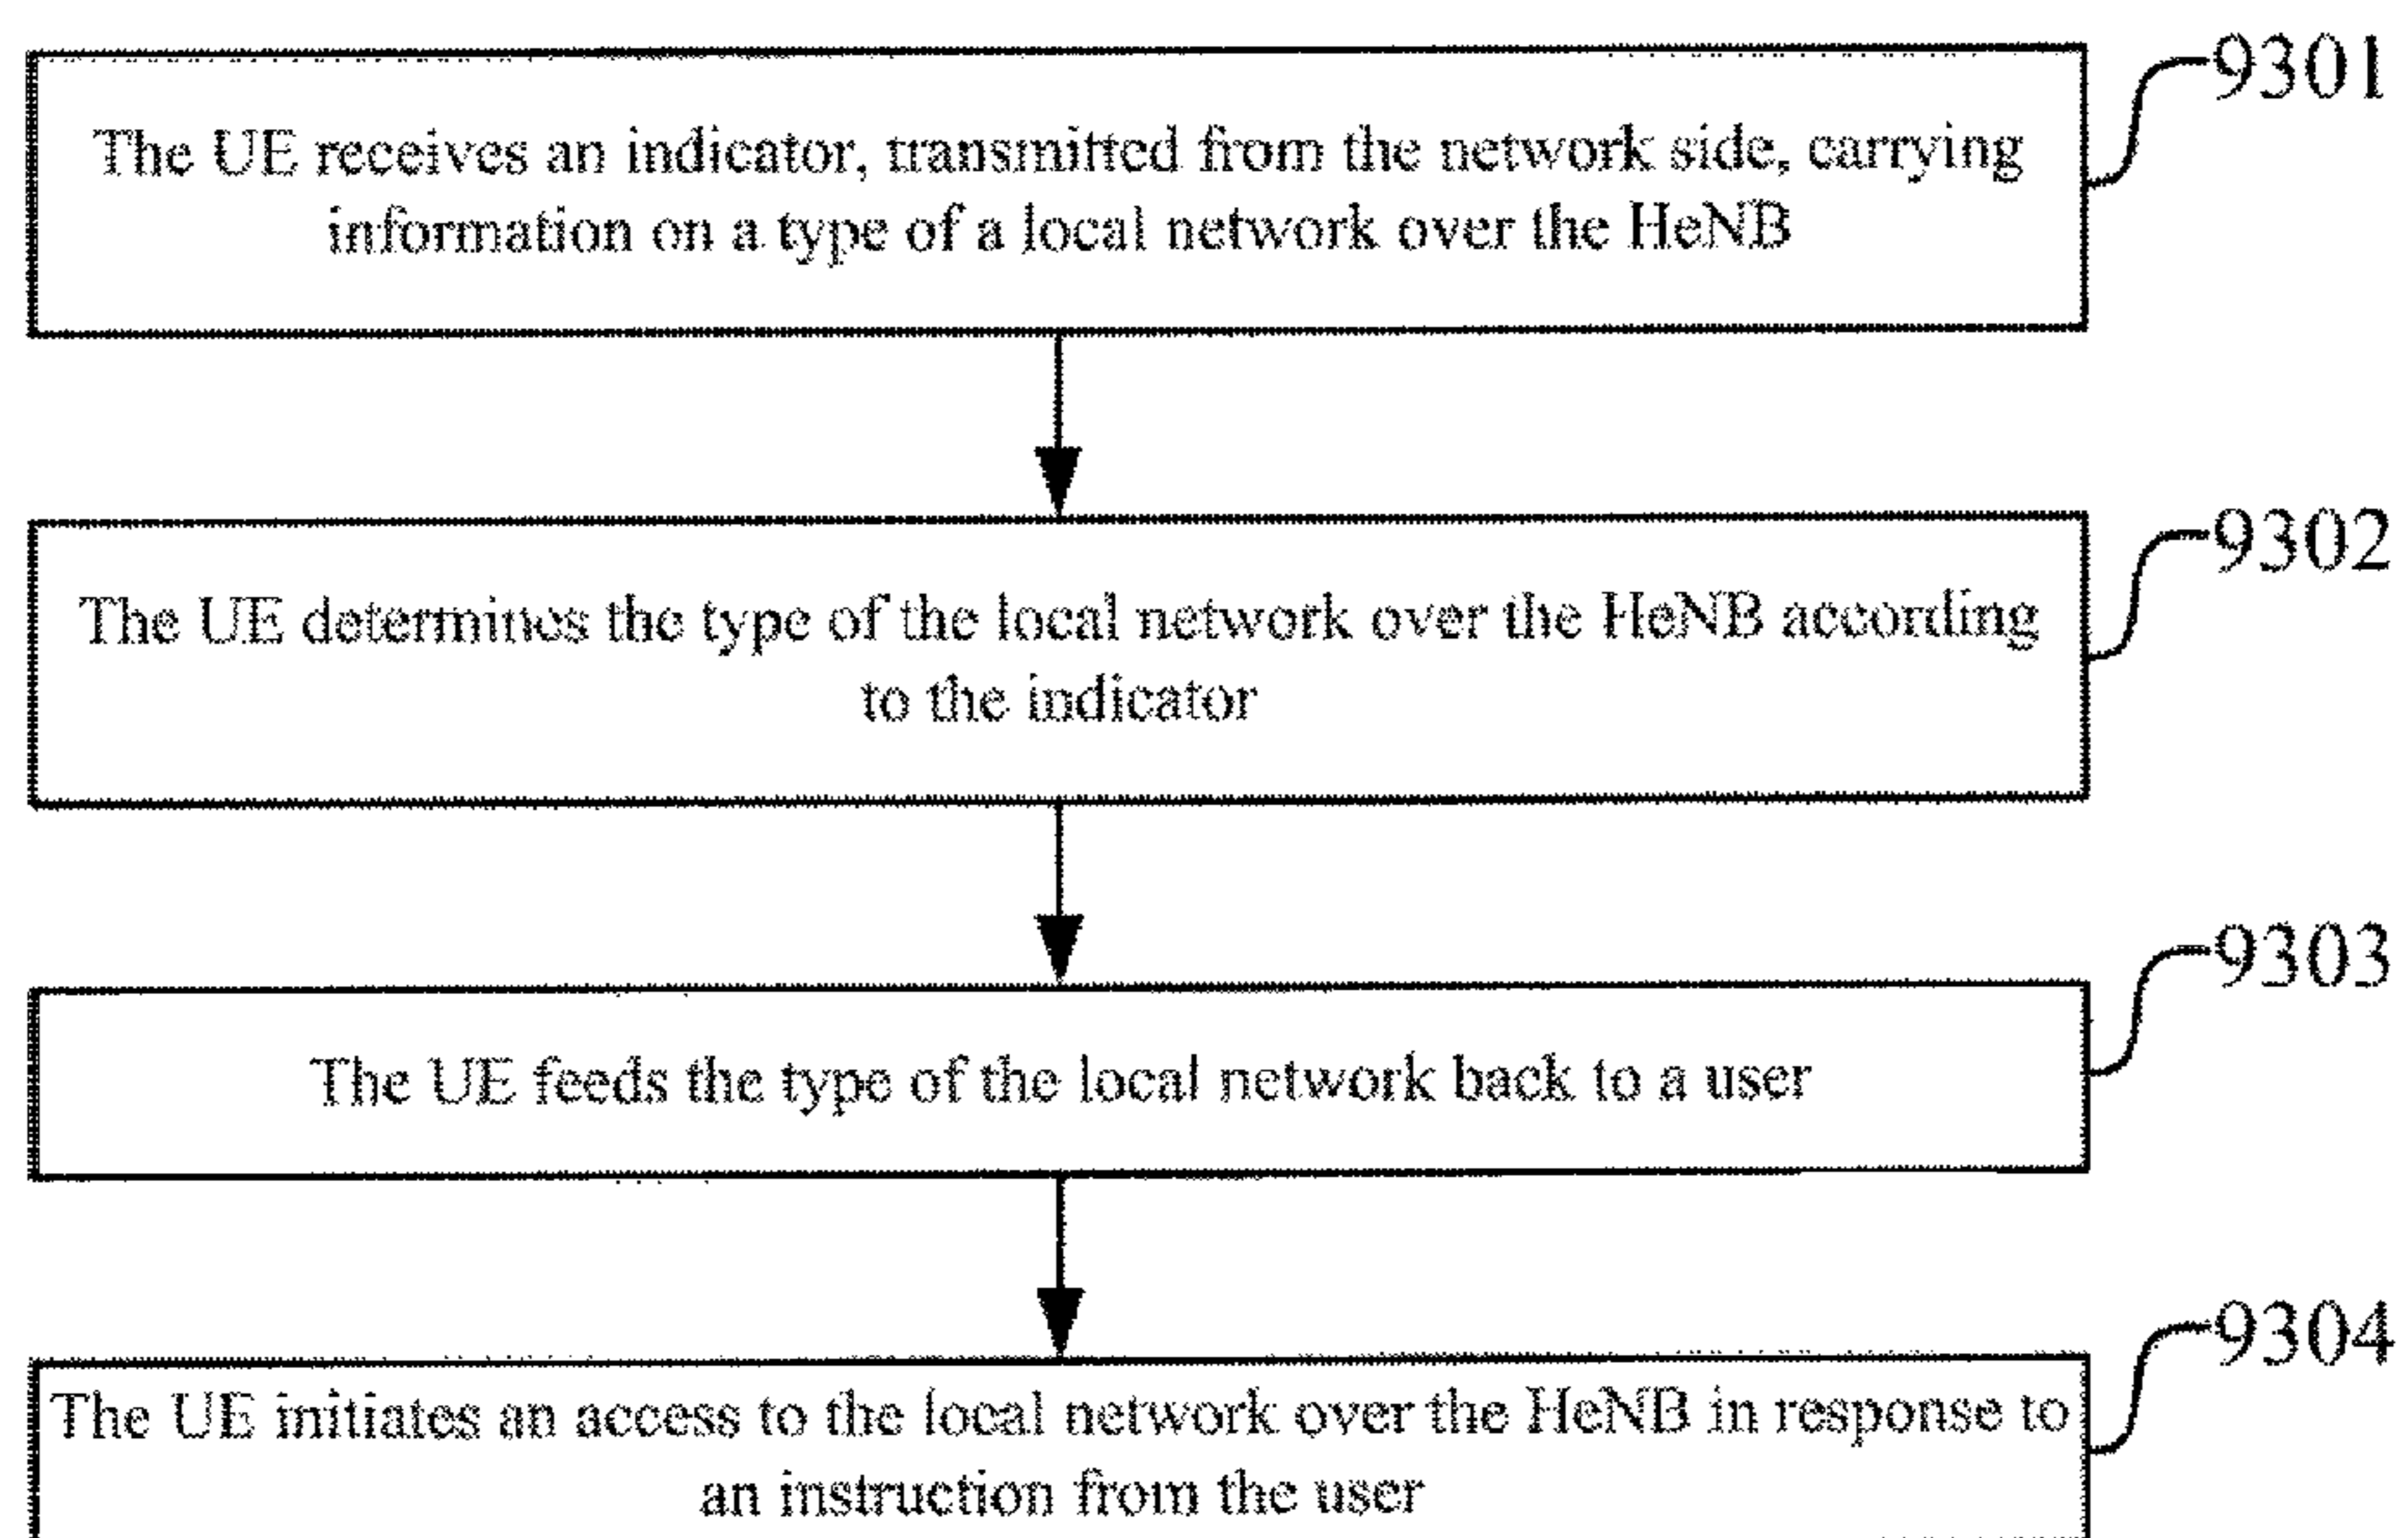 9301
The UE receives an indicator, transmitted from the network side, carrying
information on a type of a local network over the HeNB
9302
The UE determines the type of the local network over the HeNB according
to the indicator
9303
The UE feeds the type of the local network back to a user
9304
The UE initiates an access to the local network over the HeNB in response to
an instruction from the user